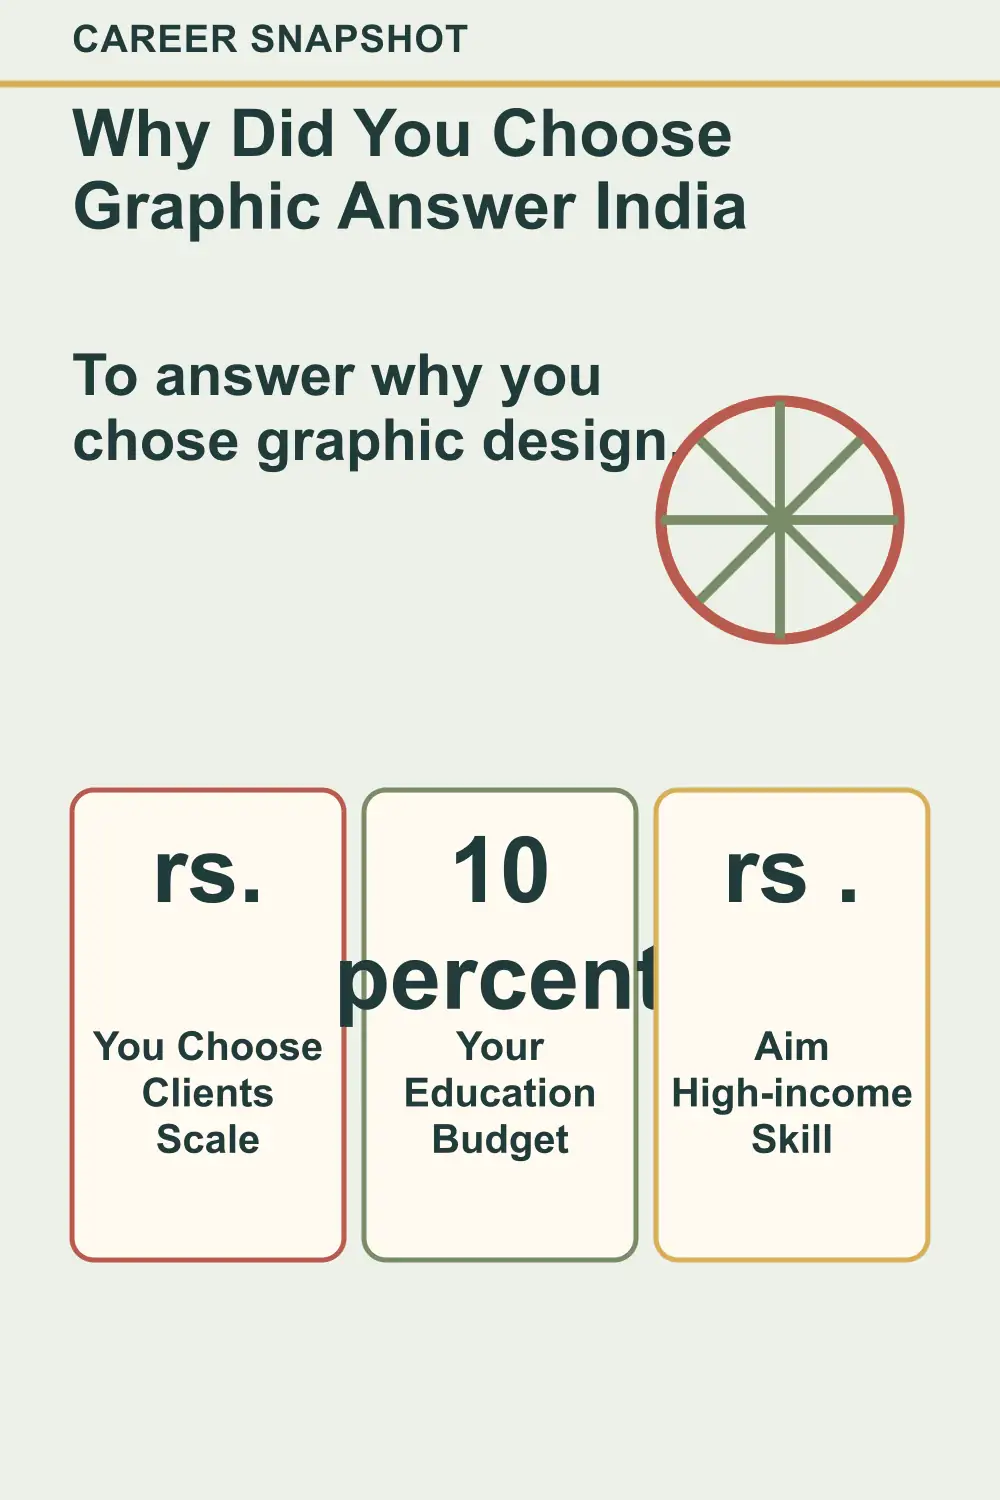 CAREER SNAPSHOT
Why Did You Choose
Graphic Answer India
To answer why you
chose graphic design.
rs.
You Choose
Clients
Scale
10
percent
Your
Education
Budget
rs .
Aim
High-income
Skill